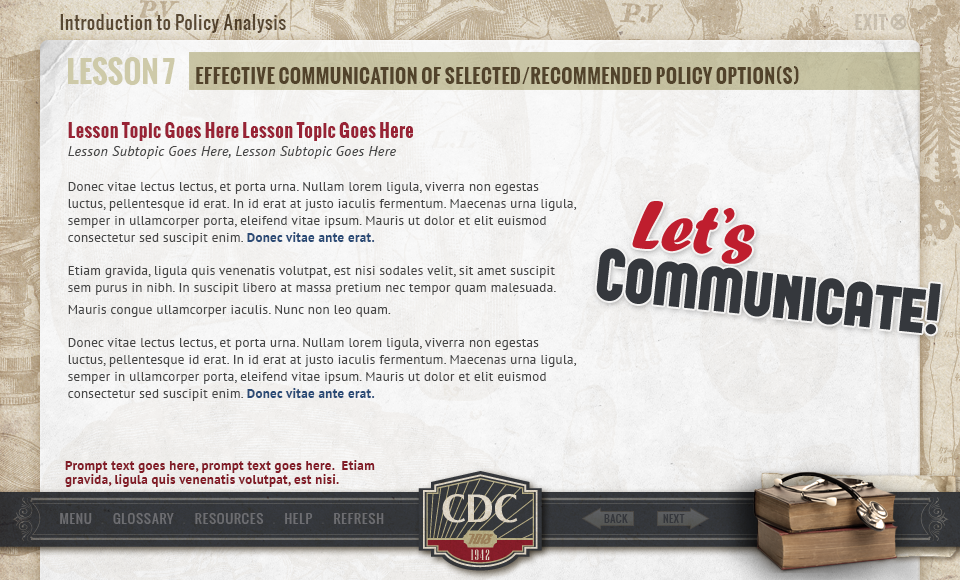 Introduction to Policy Analysis
P.V
EXIT
LESSON 7
EFFECTIVE COMMUNICATION OF SELECTED/RECOMMENDED POLICY OPTION(S)
Lesson Topic Goes Here Lesson Topic Goes Here
Lesson Subtopic Goes Here, Lesson Subtopic Goes Here
L.L
Donec vitae lectus lectus, et porta urna. Nullam lorem ligula, viverra non egestas
luctus, pellentesque id erat. In id erat at justo iaculis fermentum. Maecenas urna ligula,
semper in ullamcorper porta, eleifend vitae ipsum. Mauris ut dolor et elit euismod
consectetur sed suscipit enim. Donec vitae ante erat.
Etiam gravida, ligula quis venenatis volutpat, est nisi sodales velit, sit amet suscipit
sem purus in nibh. In suscipit libero at massa pretium nec tempor quam malesuada.
Mauris congue ullamcorper iaculis. Nunc non leo quam.
Donec vitae lectus lectus, et porta urna. Nullam lorem ligula, viverra non egestas
luctus, pellentesque id erat. In id erat at justo iaculis fermentum. Maecenas urna ligula,
semper in ullamcorper porta, eleifend vitae ipsum. Mauris ut dolor et elit euismod
consectetur sed suscipit enim. Donec vitae ante erat.
Let's
COMMUNICATE!
Prompt text goes here, prompt text goes here. Etiam
gravida, ligula quis venenatis volutpat, est nisi.
MENU GLOSSARY RESOURCES HELP REFRESH
CDC
1942
BACK NEXT